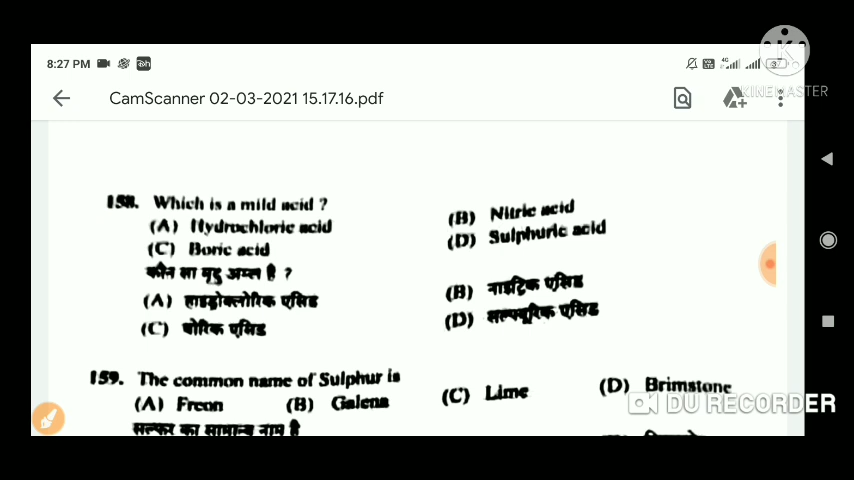 8:27 PM
CamScanner 02-03-2021 15.17.16.pdf
KINEMASTER
158. Which is a mild acid ?
(A) Hydrochloric acid (B) Nitric acid
(C) Boric acid (D) Sulphuric acid
कौन सा मृदु अम्ल है ?
(A) हाइड्रोक्लोरिक एसिड (B) नाइट्रिक एसिड
(C) बोरिक एसिड (D) सल्फ्यूरिक एसिड
159. The common name of Sulphur is
(A) Freon (B) Galena (C) Lime (D) Brimstone
DU RECORDER
सल्फर का सामान्य नाम है